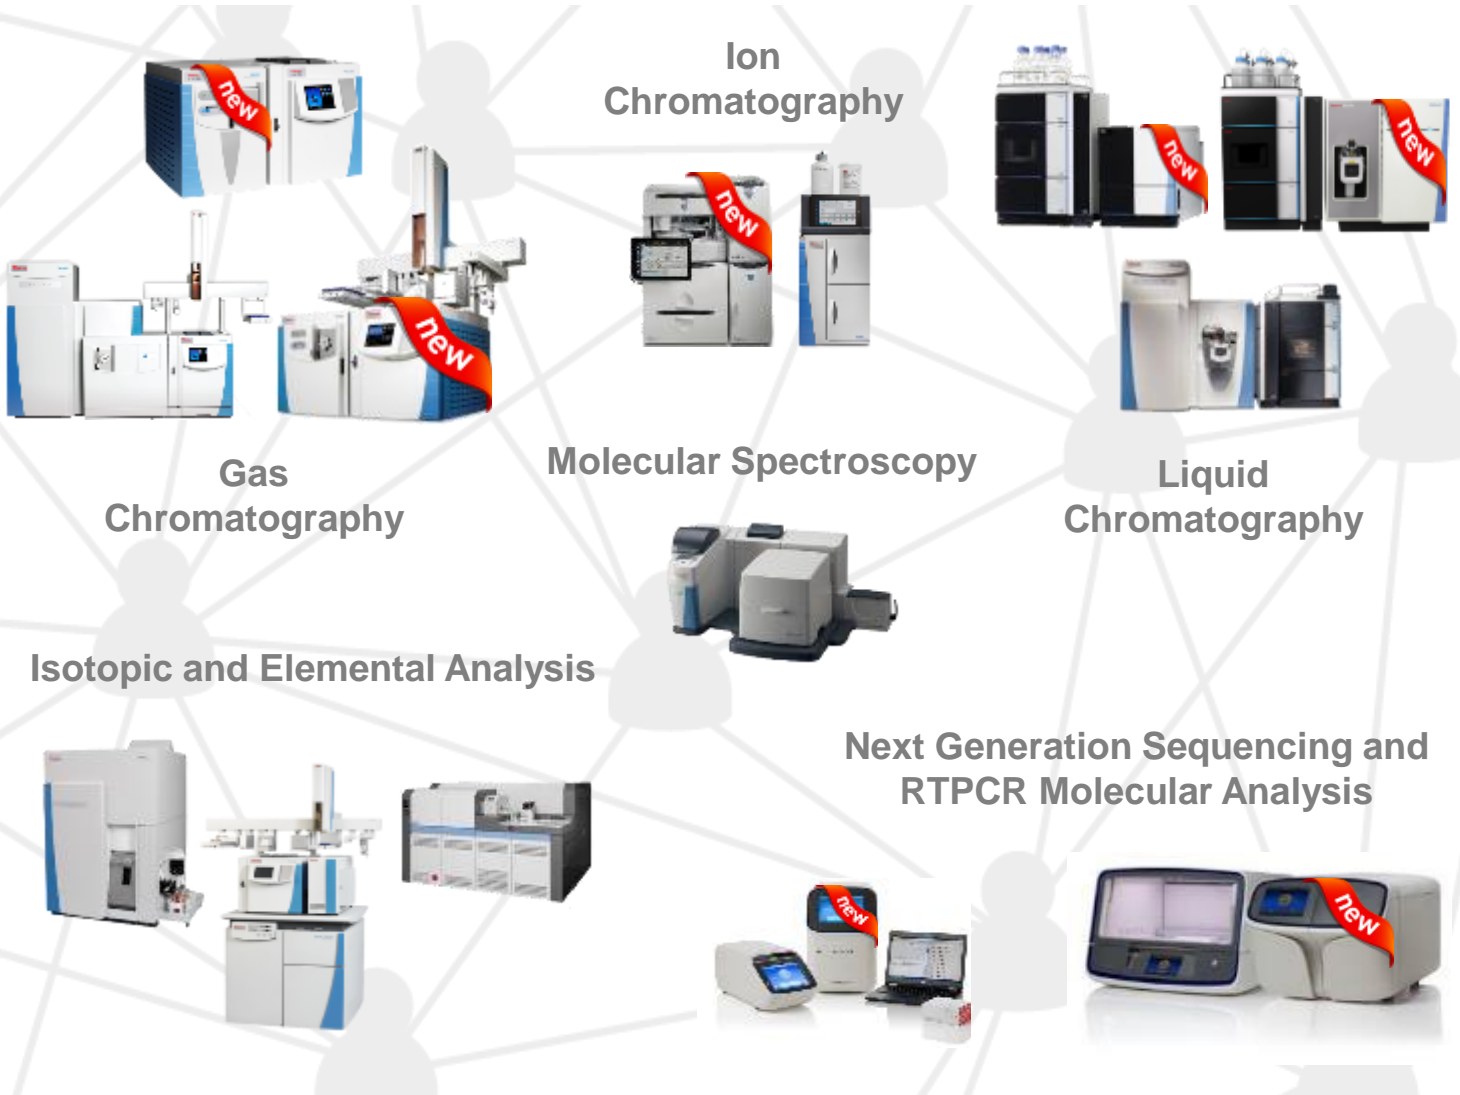 new
Ion
Chromatography
new
new
new
new
new
Gas
Chromatography
Molecular Spectroscopy
Liquid
Chromatography
Isotopic and Elemental Analysis
Next Generation Sequencing and
RTPCR Molecular Analysis
new
new